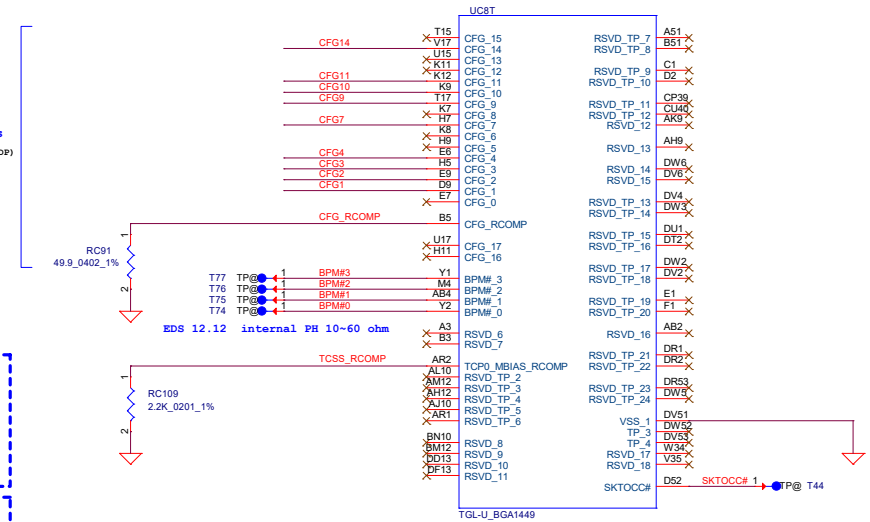 UC8T
T15 CFG_15 RSVD_TP_7 A51
CFG14 V17 CFG_14 RSVD_TP_8 B51
U15 CFG_13
K11 CFG_12 RSVD_TP_9 C1
CFG11 K12 CFG_11 RSVD_TP_10 D2
CFG10 K9 CFG_10
CFG9 T17 CFG_9 RSVD_TP_11 CP39
K7 CFG_8 RSVD_TP_12 CU40
CFG7 H7 CFG_7 RSVD_12 AK9
K8 CFG_6
H9 CFG_5 RSVD_13 AH9
CFG4 E6 CFG_4
CFG3 H5 CFG_3 RSVD_14 DW6
CFG2 E9 CFG_2 RSVD_15 DV6
CFG1 D9 CFG_1
E7 CFG_0 RSVD_TP_13 DV4
RSVD_TP_14 DW3
CFG_RCOMP B5 CFG_RCOMP
RSVD_TP_15 DU1
U17 CFG_17 RSVD_TP_16 DT2
H11 CFG_16
1
RC91
49.9_0402_1%
2
RSVD_TP_17 DW2
T77 TP@ 1 BPM#3 Y1 BPM#_3 RSVD_TP_18 DV2
T76 TP@ 1 BPM#2 M4 BPM#_2
T75 TP@ 1 BPM#1 AB4 BPM#_1 RSVD_TP_19 E1
T74 TP@ 1 BPM#0 Y2 BPM#_0 RSVD_TP_20 F1
EDS 12.12 internal PH 10~60 ohm
A3 RSVD_6 RSVD_16 AB2
B3 RSVD_7
RSVD_TP_21 DR1
TCSS_RCOMP AR2 TCP0_MBIAS_RCOMP RSVD_TP_22 DR2
AL10 RSVD_TP_2
AM12 RSVD_TP_3 RSVD_TP_23 DR53
AH12 RSVD_TP_4 RSVD_TP_24 DW5
AJ10 RSVD_TP_5
AR1 RSVD_TP_6 VSS_1 DV51
1
RC109
2.2K_0201_1%
2
TP_3 DW52
BN10 RSVD_8 TP_4 DV53
BM12 RSVD_9 RSVD_17 W34
DD13 RSVD_10 RSVD_18 V35
DF13 RSVD_11
SKTOCC# D52 SKTOCC# 1 TP@ T44
TGL-U_BGA1449